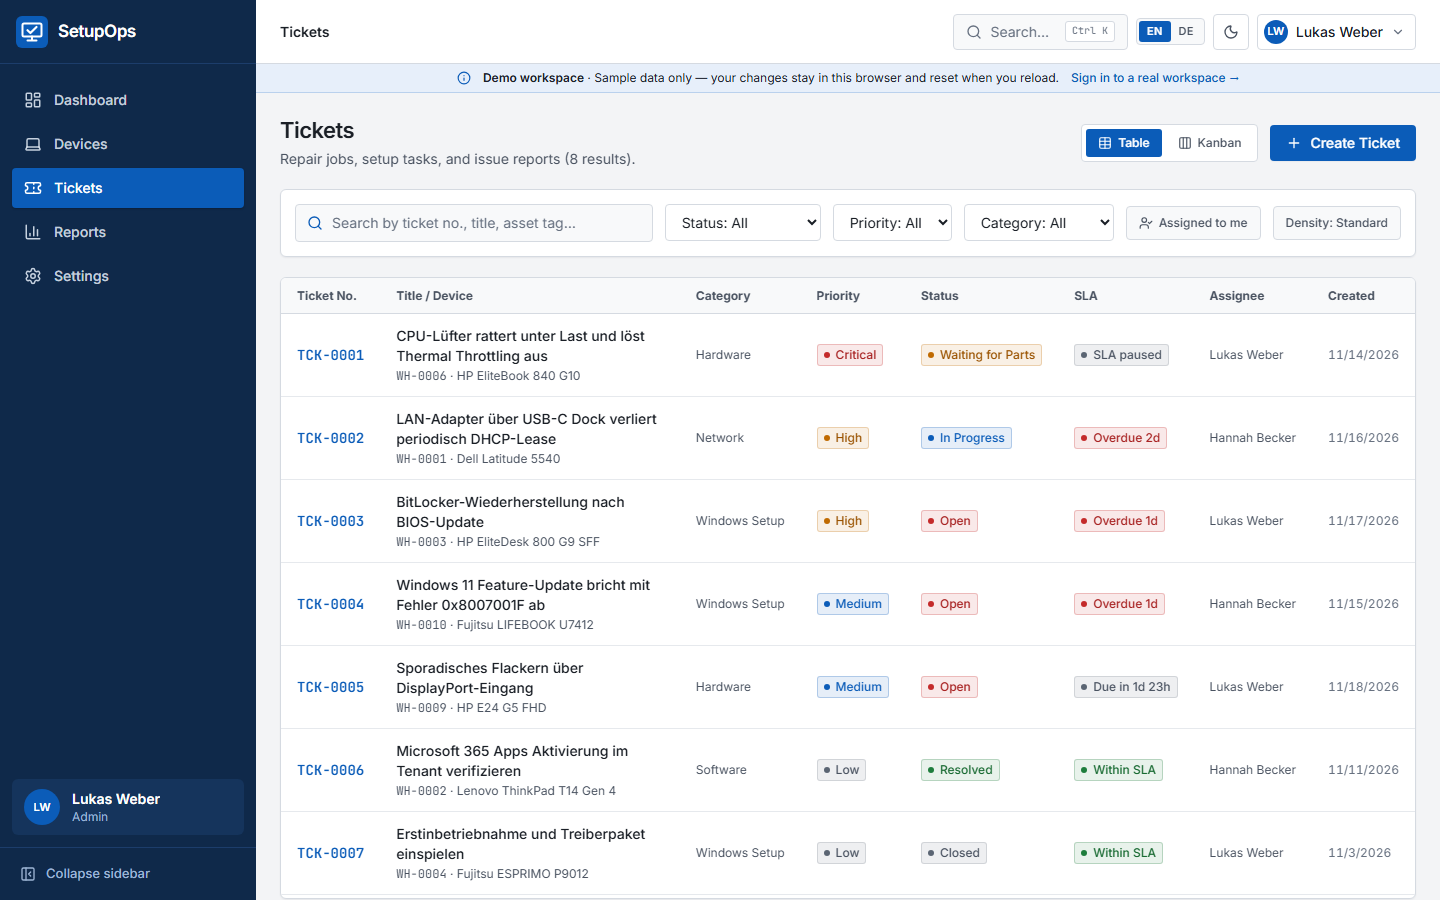 SetupOps
Tickets
Search...
Ctrl K
EN
DE
LW
Lukas Weber
Demo workspace · Sample data only — your changes stay in this browser and reset when you reload. Sign in to a real workspace →
Dashboard
Devices
Tickets
Reports
Settings
LW
Lukas Weber
Admin
Collapse sidebar
Tickets
Repair jobs, setup tasks, and issue reports (8 results).
Table
Kanban
Create Ticket
Search by ticket no., title, asset tag...
Status: All
Priority: All
Category: All
Assigned to me
Density: Standard
Ticket No. Title / Device Category Priority Status SLA Assignee Created
CPU-Lüfter rattert unter Last und löst
TCK-0001 Thermal Throttling aus Hardware Critical Waiting for Parts SLA paused Lukas Weber 11/14/2026
WH-0006 · HP EliteBook 840 G10
LAN-Adapter über USB-C Dock verliert
TCK-0002 periodisch DHCP-Lease Network High In Progress Overdue 2d Hannah Becker 11/16/2026
WH-0001 · Dell Latitude 5540
BitLocker-Wiederherstellung nach
TCK-0003 BIOS-Update Windows Setup High Open Overdue 1d Lukas Weber 11/17/2026
WH-0003 · HP EliteDesk 800 G9 SFF
Windows 11 Feature-Update bricht mit
TCK-0004 Fehler 0x8007001F ab Windows Setup Medium Open Overdue 1d Hannah Becker 11/15/2026
WH-0010 · Fujitsu LIFEBOOK U7412
Sporadisches Flackern über
TCK-0005 DisplayPort-Eingang Hardware Medium Open Due in 1d 23h Lukas Weber 11/18/2026
WH-0009 · HP E24 G5 FHD
Microsoft 365 Apps Aktivierung im
TCK-0006 Tenant verifizieren Software Low Resolved Within SLA Hannah Becker 11/11/2026
WH-0002 · Lenovo ThinkPad T14 Gen 4
Erstinbetriebnahme und Treiberpaket
TCK-0007 einspielen Windows Setup Low Closed Within SLA Lukas Weber 11/3/2026
WH-0004 · Fujitsu ESPRIMO P9012